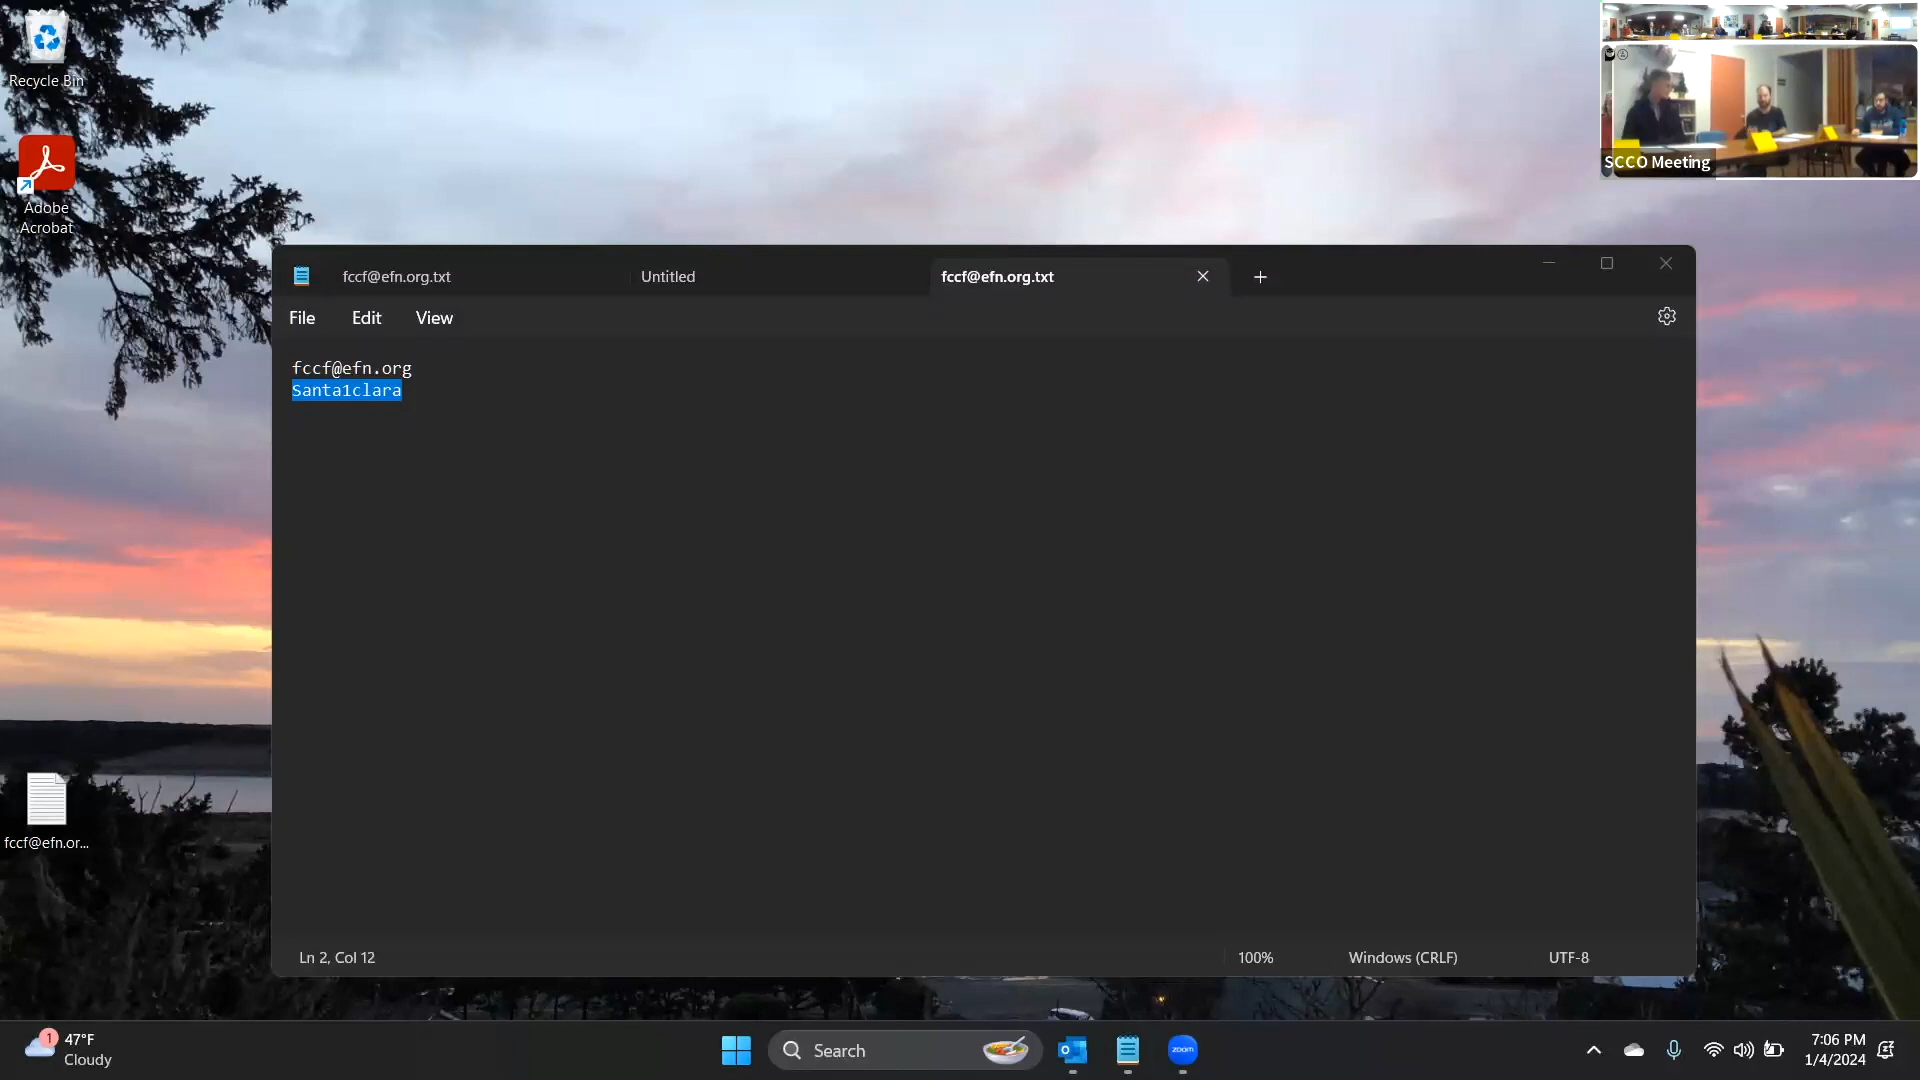 Recycle Bin
Adobe
Acrobat
SCCO Meeting
fccf@efn.org.txt
Untitled
fccf@efn.org.txt
File Edit View
fccf@efn.org
Santa1clara
Ln 2, Col 12
100%
Windows (CRLF)
UTF-8
fccf@efn.or...
1
47°F
Cloudy
Search
zoom
7:06 PM
1/4/2024